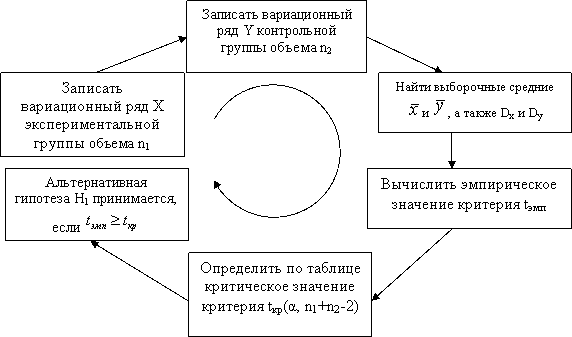 Записать вариационный
ряд Y контрольной
группы объема n₂
Записать
вариационный ряд X
экспериментальной
группы объема n₁
Найти выборочные средние
x̅ и y̅ , а также Dₓ и Dᵧ
Альтернативная
гипотеза H₁ принимается,
если tэмп ≥ tкр
Вычислить эмпирическое
значение критерия tэмп
Определить по таблице
критическое значение
критерия tкр(α, n₁+n₂-2)